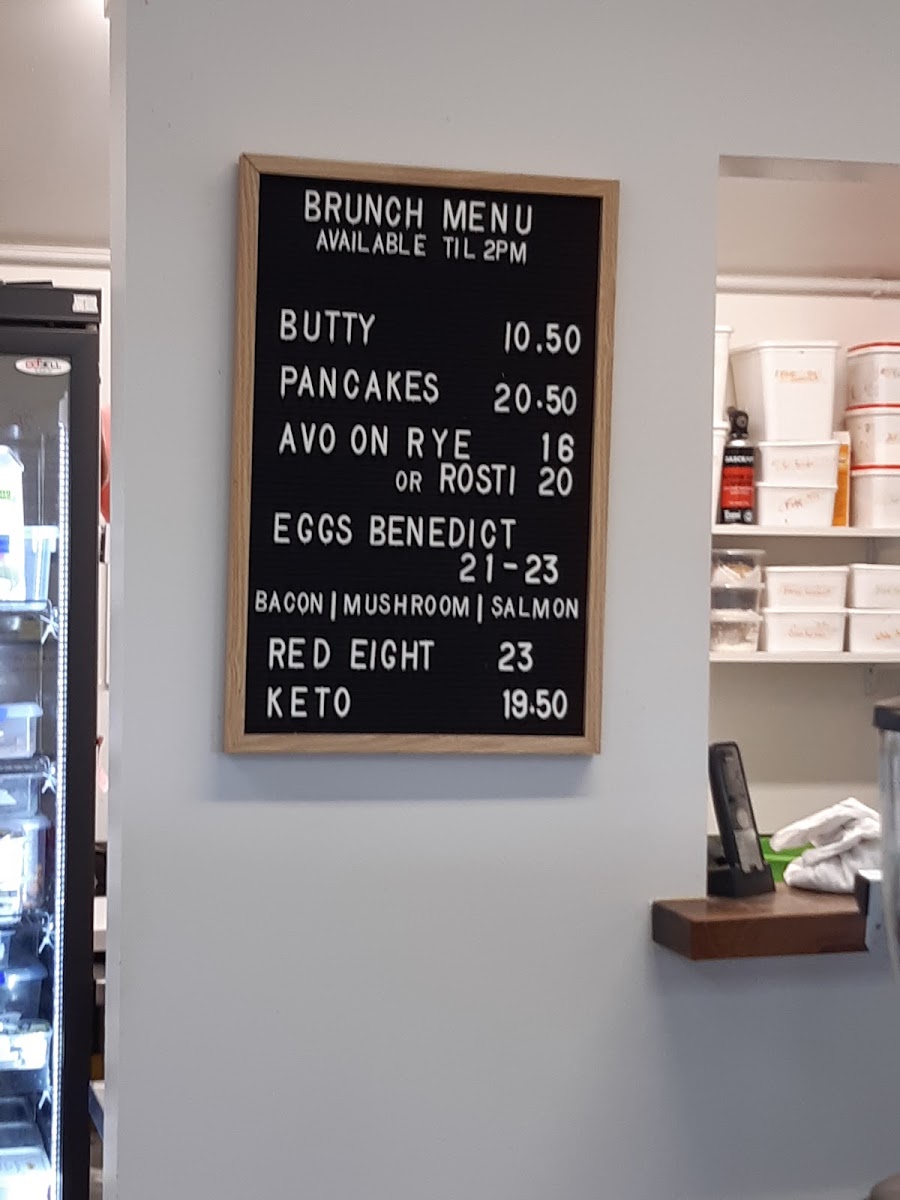 BRUNCH MENU
AVAILABLE TIL 2PM
BUTTY 10.50
PANCAKES 20.50
AVO ON RYE 16
OR ROSTI 20
EGGS BENEDICT
21-23
BACON | MUSHROOM | SALMON
RED EIGHT 23
KETO 19.50